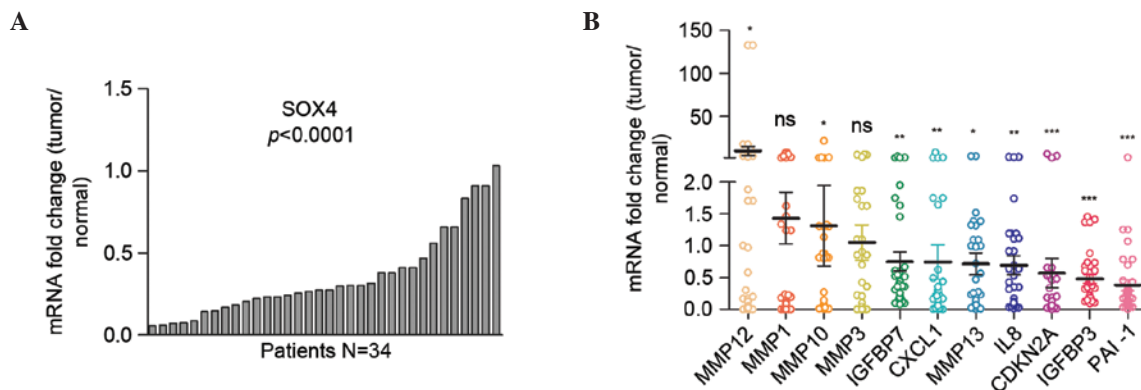 A
mRNA fold change (tumor/
normal)
1.5
1.0
0.5
0.0
SOX4
p<0.0001
Patients N=34
B
mRNA fold change (tumor/
normal)
150
100
50
2.0
1.5
1.0
0.5
0.0
* ns * ns ** ** * ** *** *** ***
MMP12
MMP1
MMP10
MMP3
IGFBP7
CXCL1
MMP13
IL8
CDKN2A
IGFBP3
PAI -1